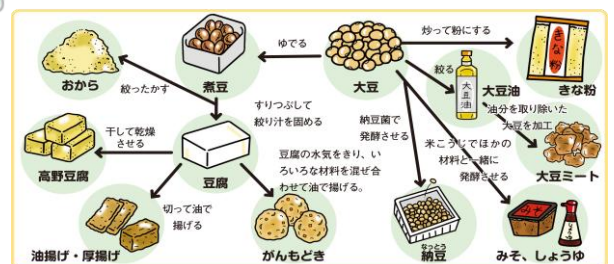 炒って粉にする
きな粉
きな粉
ゆでる
おから
煮豆
大豆
絞る
大豆油
大豆油
絞ったかす
すりつぶして
絞り汁を固める
油分を取り除いた
大豆を加工
納豆菌で
発酵させる
干して乾燥
させる
米こうじでほかの
材料と一緒に
発酵させる
豆腐の水気をきり、い
ろいろな材料を混ぜ合
わせて油で揚げる。
高野豆腐
豆腐
大豆ミート
切って油で
揚げる
油揚げ・厚揚げ
がんもどき
なっとう
納豆
みそ、しょうゆ